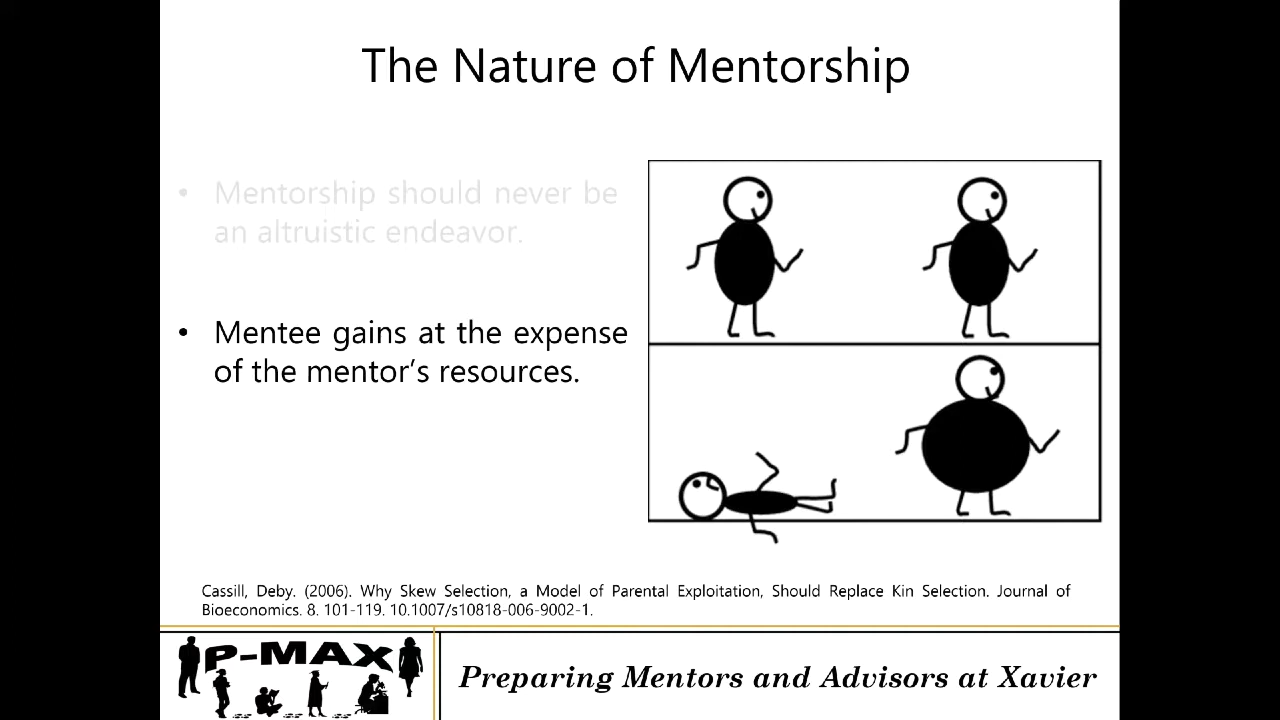 The Nature of Mentorship
• Mentorship should never be
an altruistic endeavor.
• Mentee gains at the expense
of the mentor’s resources.
Cassill, Deby. (2006). Why Skew Selection, a Model of Parental Exploitation, Should Replace Kin Selection. Journal of
Bioeconomics. 8. 101-119. 10.1007/s10818-006-9002-1.
P-MAX
Preparing Mentors and Advisors at Xavier